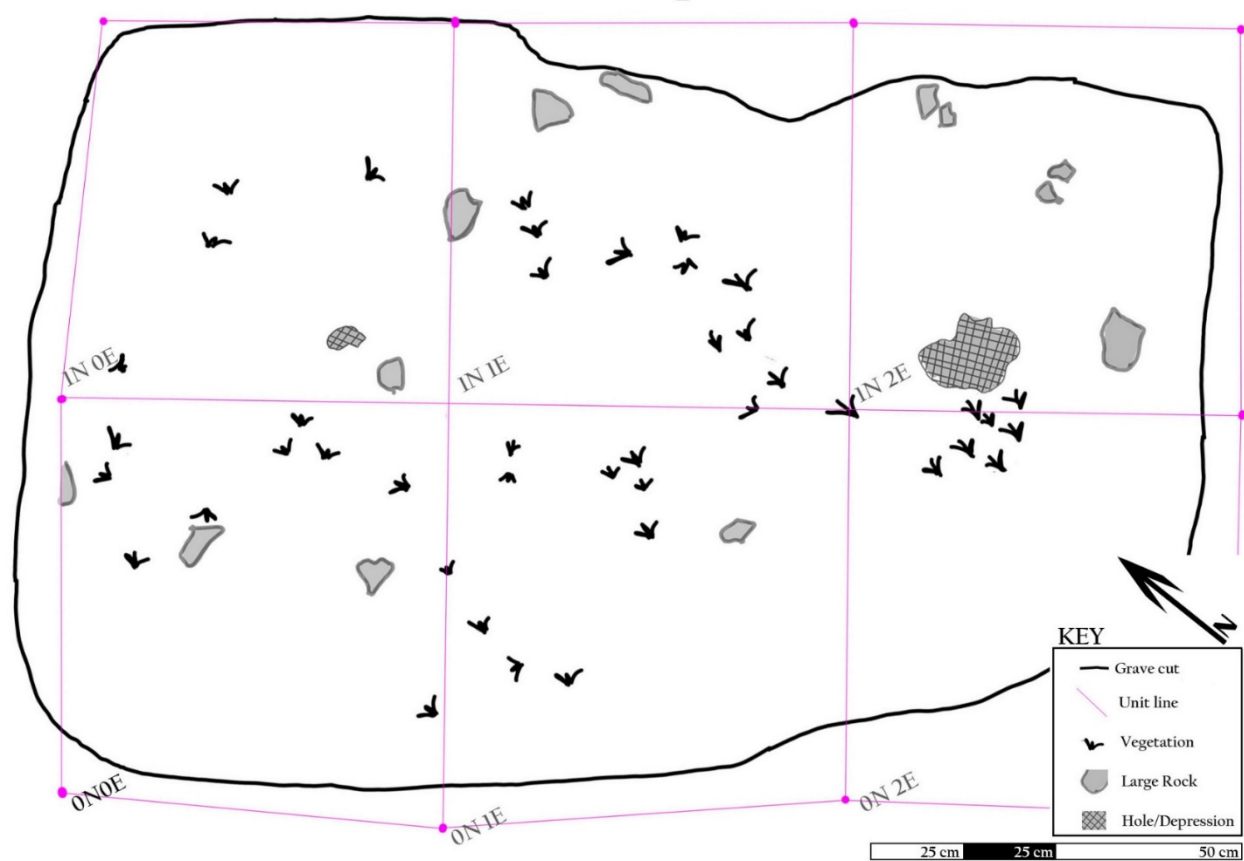 1N 0E
1N 1E
1N 2E
0N0E
0N 1E
0N 2E
N
KEY
Grave cut
Unit line
Vegetation
Large Rock
Hole/Depression
25 cm 25 cm 50 cm